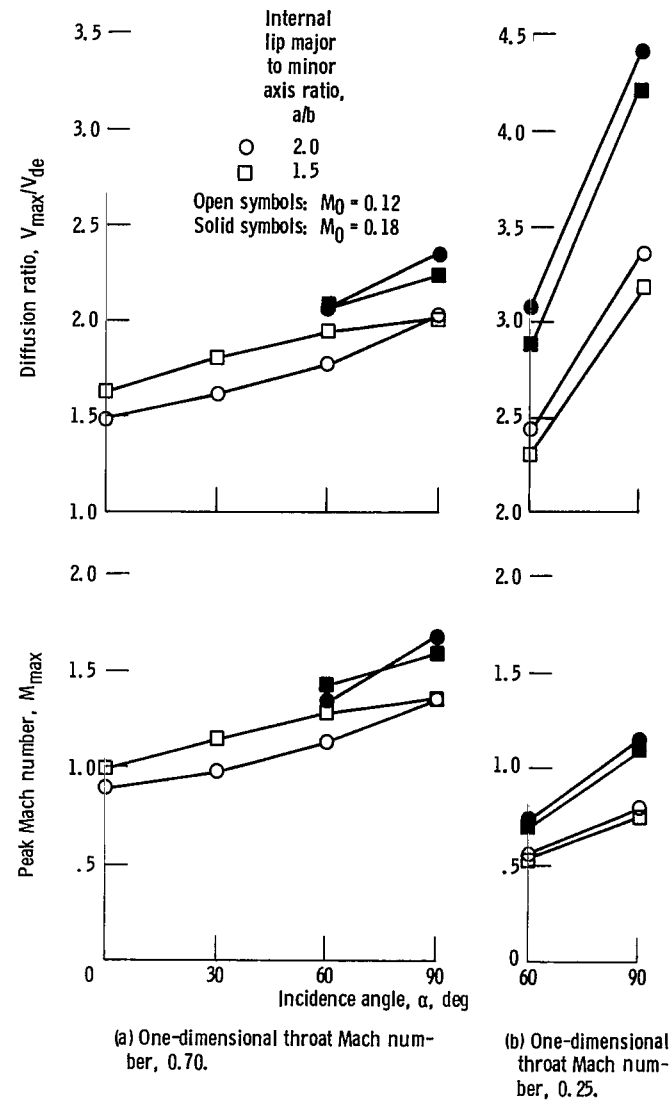 Internal
lip major
to minor
axis ratio,
a/b
2.0
1.5
Open symbols: M0 = 0.12
Solid symbols: M0 = 0.18
Diffusion ratio, Vmax/Vde
3.5
3.0
2.5
2.0
1.5
1.0
4.5
4.0
3.5
3.0
2.5
2.0
Peak Mach number, Mmax
2.0
1.5
1.0
.5
0
30
60
90
2.0
1.5
1.0
.5
0
60
90
Incidence angle, α, deg
(a) One-dimensional throat Mach num-
ber, 0.70.
(b) One-dimensional
throat Mach num-
ber, 0.25.